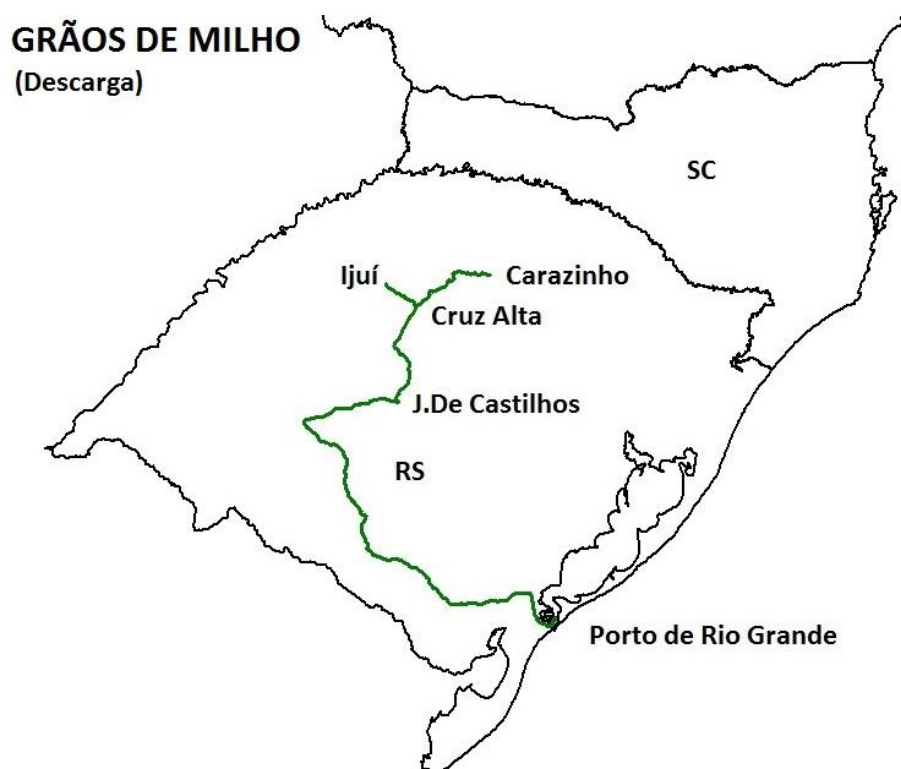 GRÃOS DE MILHO
(Descarga)
SC
Ijuí
Carazinho
Cruz Alta
J.De Castilhos
RS
Porto de Rio Grande